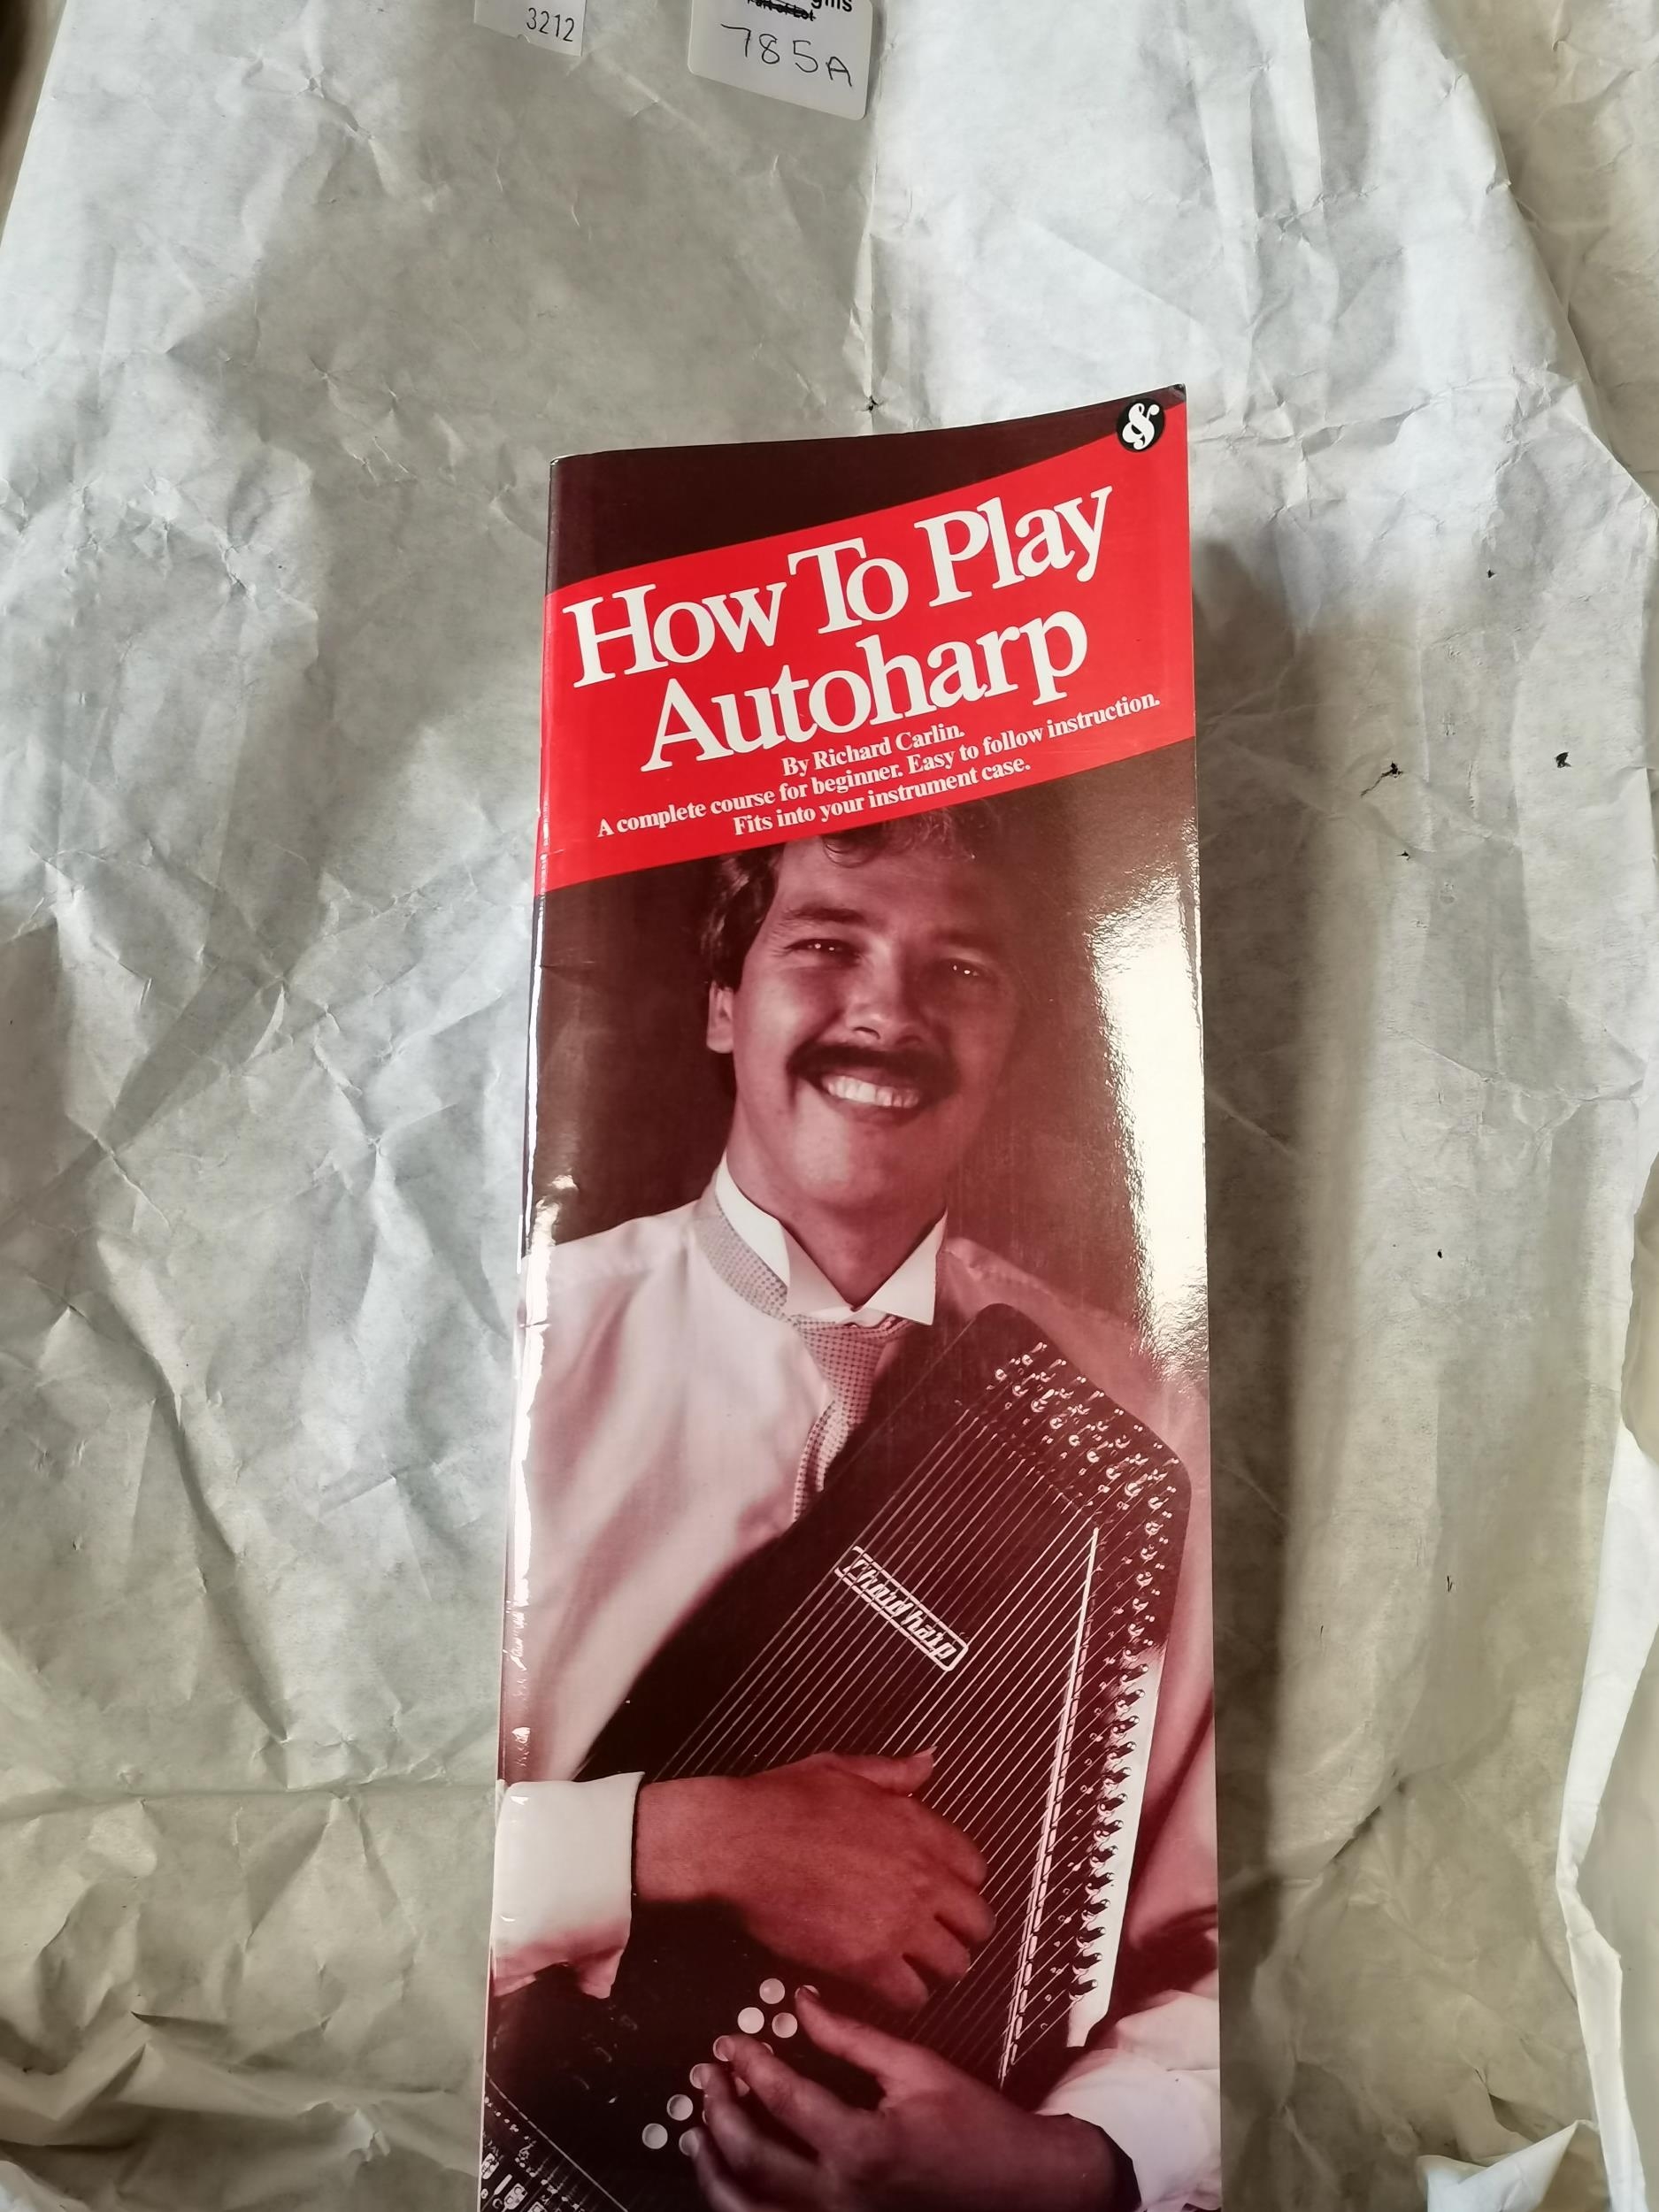 3212
785A
&
How To Play
Autoharp
By Richard Carlin.
A complete course for beginner. Easy to follow instruction.
Fits into your instrument case.
Chordharp